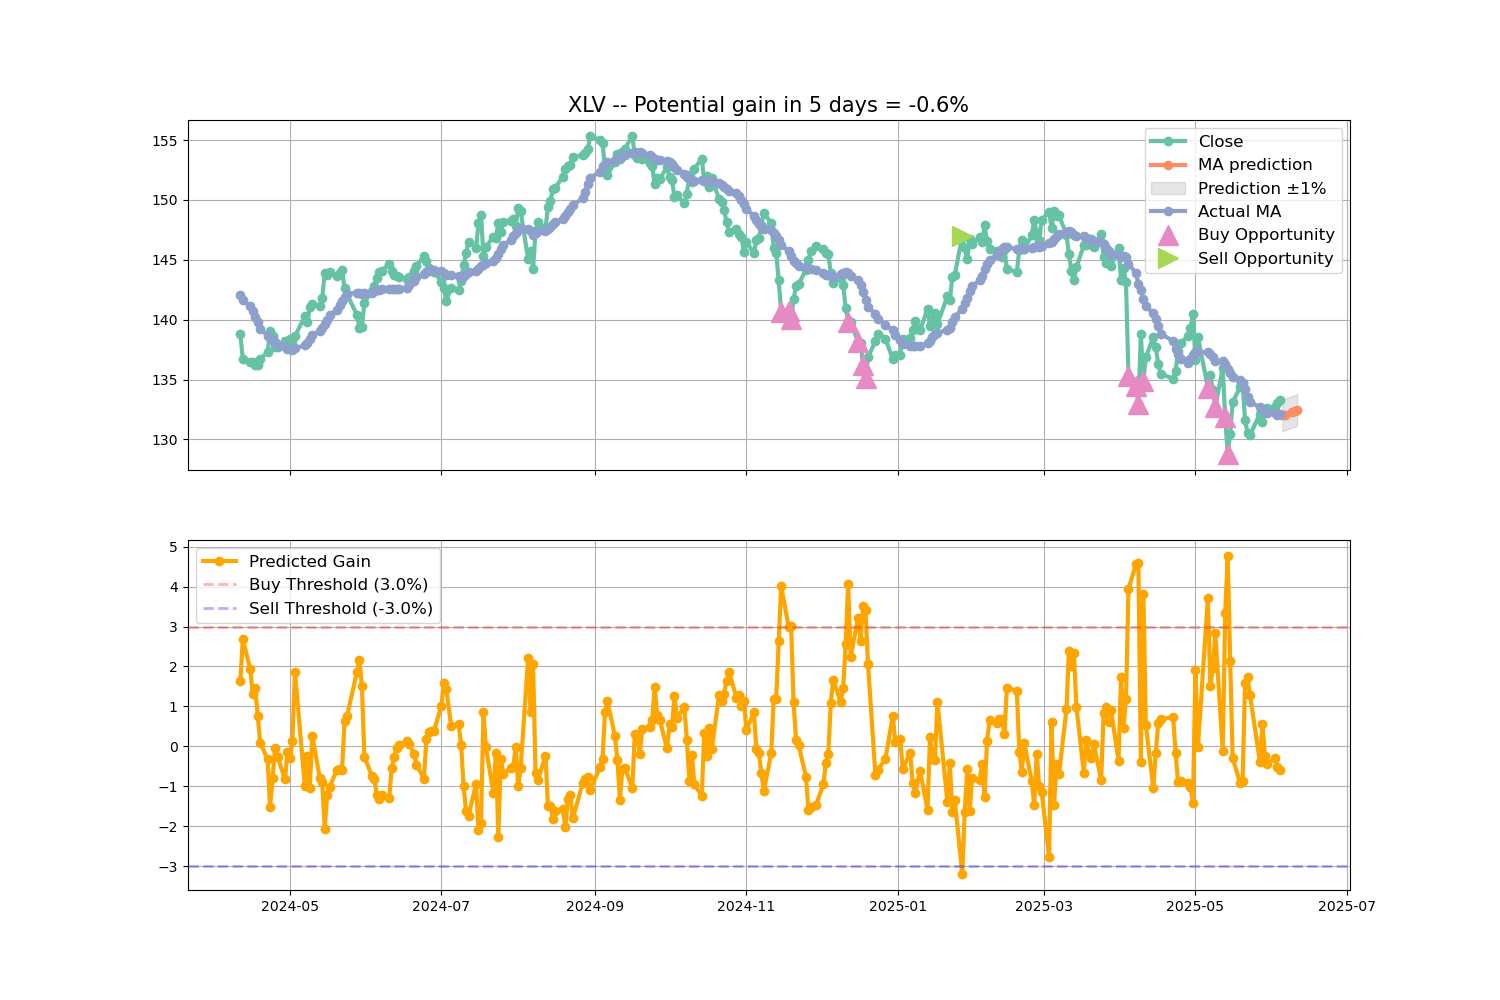 XLV -- Potential gain in 5 days = -0.6%
155
150
145
140
135
130
Close
MA prediction
Prediction ±1%
Actual MA
Buy Opportunity
Sell Opportunity
5
4
3
2
1
0
−1
−2
−3
Predicted Gain
Buy Threshold (3.0%)
Sell Threshold (-3.0%)
2024-05
2024-07
2024-09
2024-11
2025-01
2025-03
2025-05
2025-07